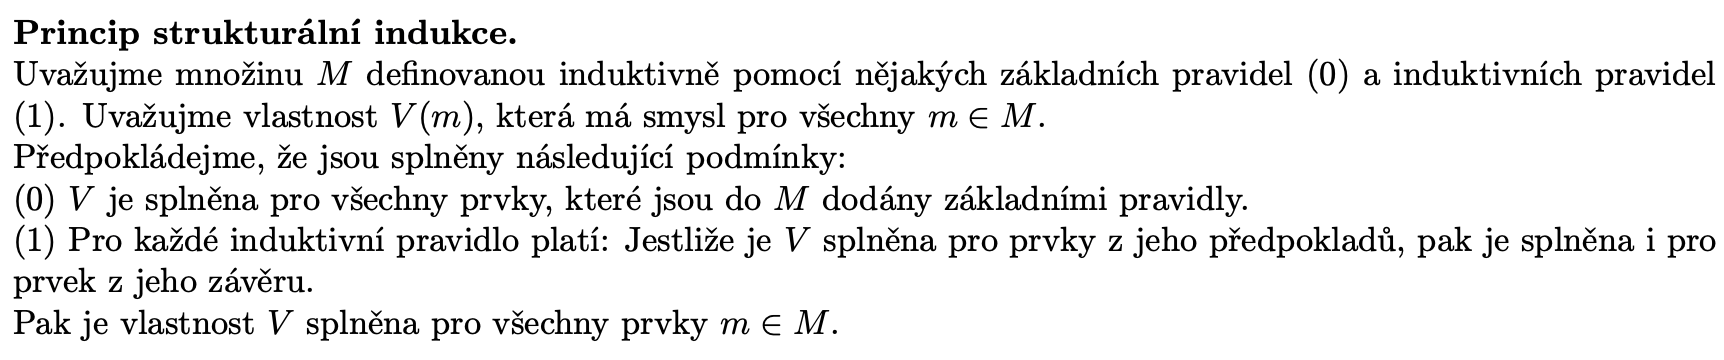 Princip strukturální indukce.
Uvažujme množinu M definovanou induktivně pomocí nějakých základních pravidel (0) a induktivních pravidel
(1). Uvažujme vlastnost V(m), která má smysl pro všechny m ∈ M.
Předpokládejme, že jsou splněny následující podmínky:
(0) V je splněna pro všechny prvky, které jsou do M dodány základními pravidly.
(1) Pro každé induktivní pravidlo platí: Jestliže je V splněna pro prvky z jeho předpokladů, pak je splněna i pro
prvek z jeho závěru.
Pak je vlastnost V splněna pro všechny prvky m ∈ M.